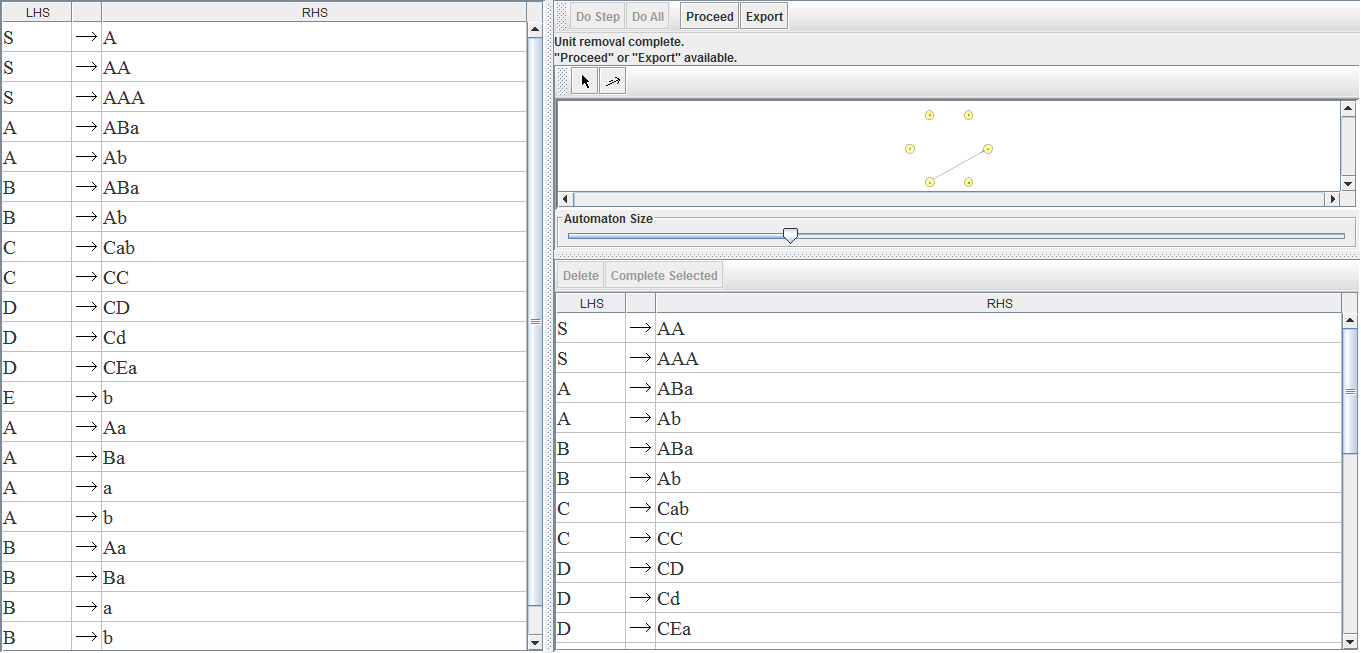 LHS RHS
S → A
S → AA
S → AAA
A → ABa
A → Ab
B → ABa
B → Ab
C → Cab
C → CC
D → CD
D → Cd
D → CEa
E → b
A → Aa
A → Ba
A → a
A → b
B → Aa
B → Ba
B → a
B → b
Do Step Do All Proceed Export
Unit removal complete.
"Proceed" or "Export" available.
Automaton Size
Delete Complete Selected
LHS RHS
S → AA
S → AAA
A → ABa
A → Ab
B → ABa
B → Ab
C → Cab
C → CC
D → CD
D → Cd
D → CEa